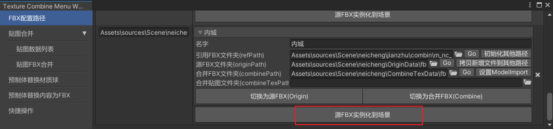 Texture Combine Menu W...
FBX配置路径
贴图合并
贴图数据列表
贴图FBX合并
预制体替换材质球
预制体替换内容为FBX
快捷操作
Assets\sources\Scene\neiche
源FBX实例化到场景
内城
名字 内城
引用FBX文件夹(refPath) Assets\sources\Scene\neicheng\jianzhu\combin\m_nc_ Go 初始化其他路径
源FBX文件夹(originPath) Assets\sources\Scene\neicheng\OriginData\fb Go 拷贝新增文件到其他路径
合并FBX文件夹(combinePath) Assets\sources\Scene\neicheng\CombineTexData\fb Go 设置ModelImport
合并贴图文件夹(combineTexPath
切换为源FBX(Origin) 切换为合并FBX(Combine)
源FBX实例化到场景